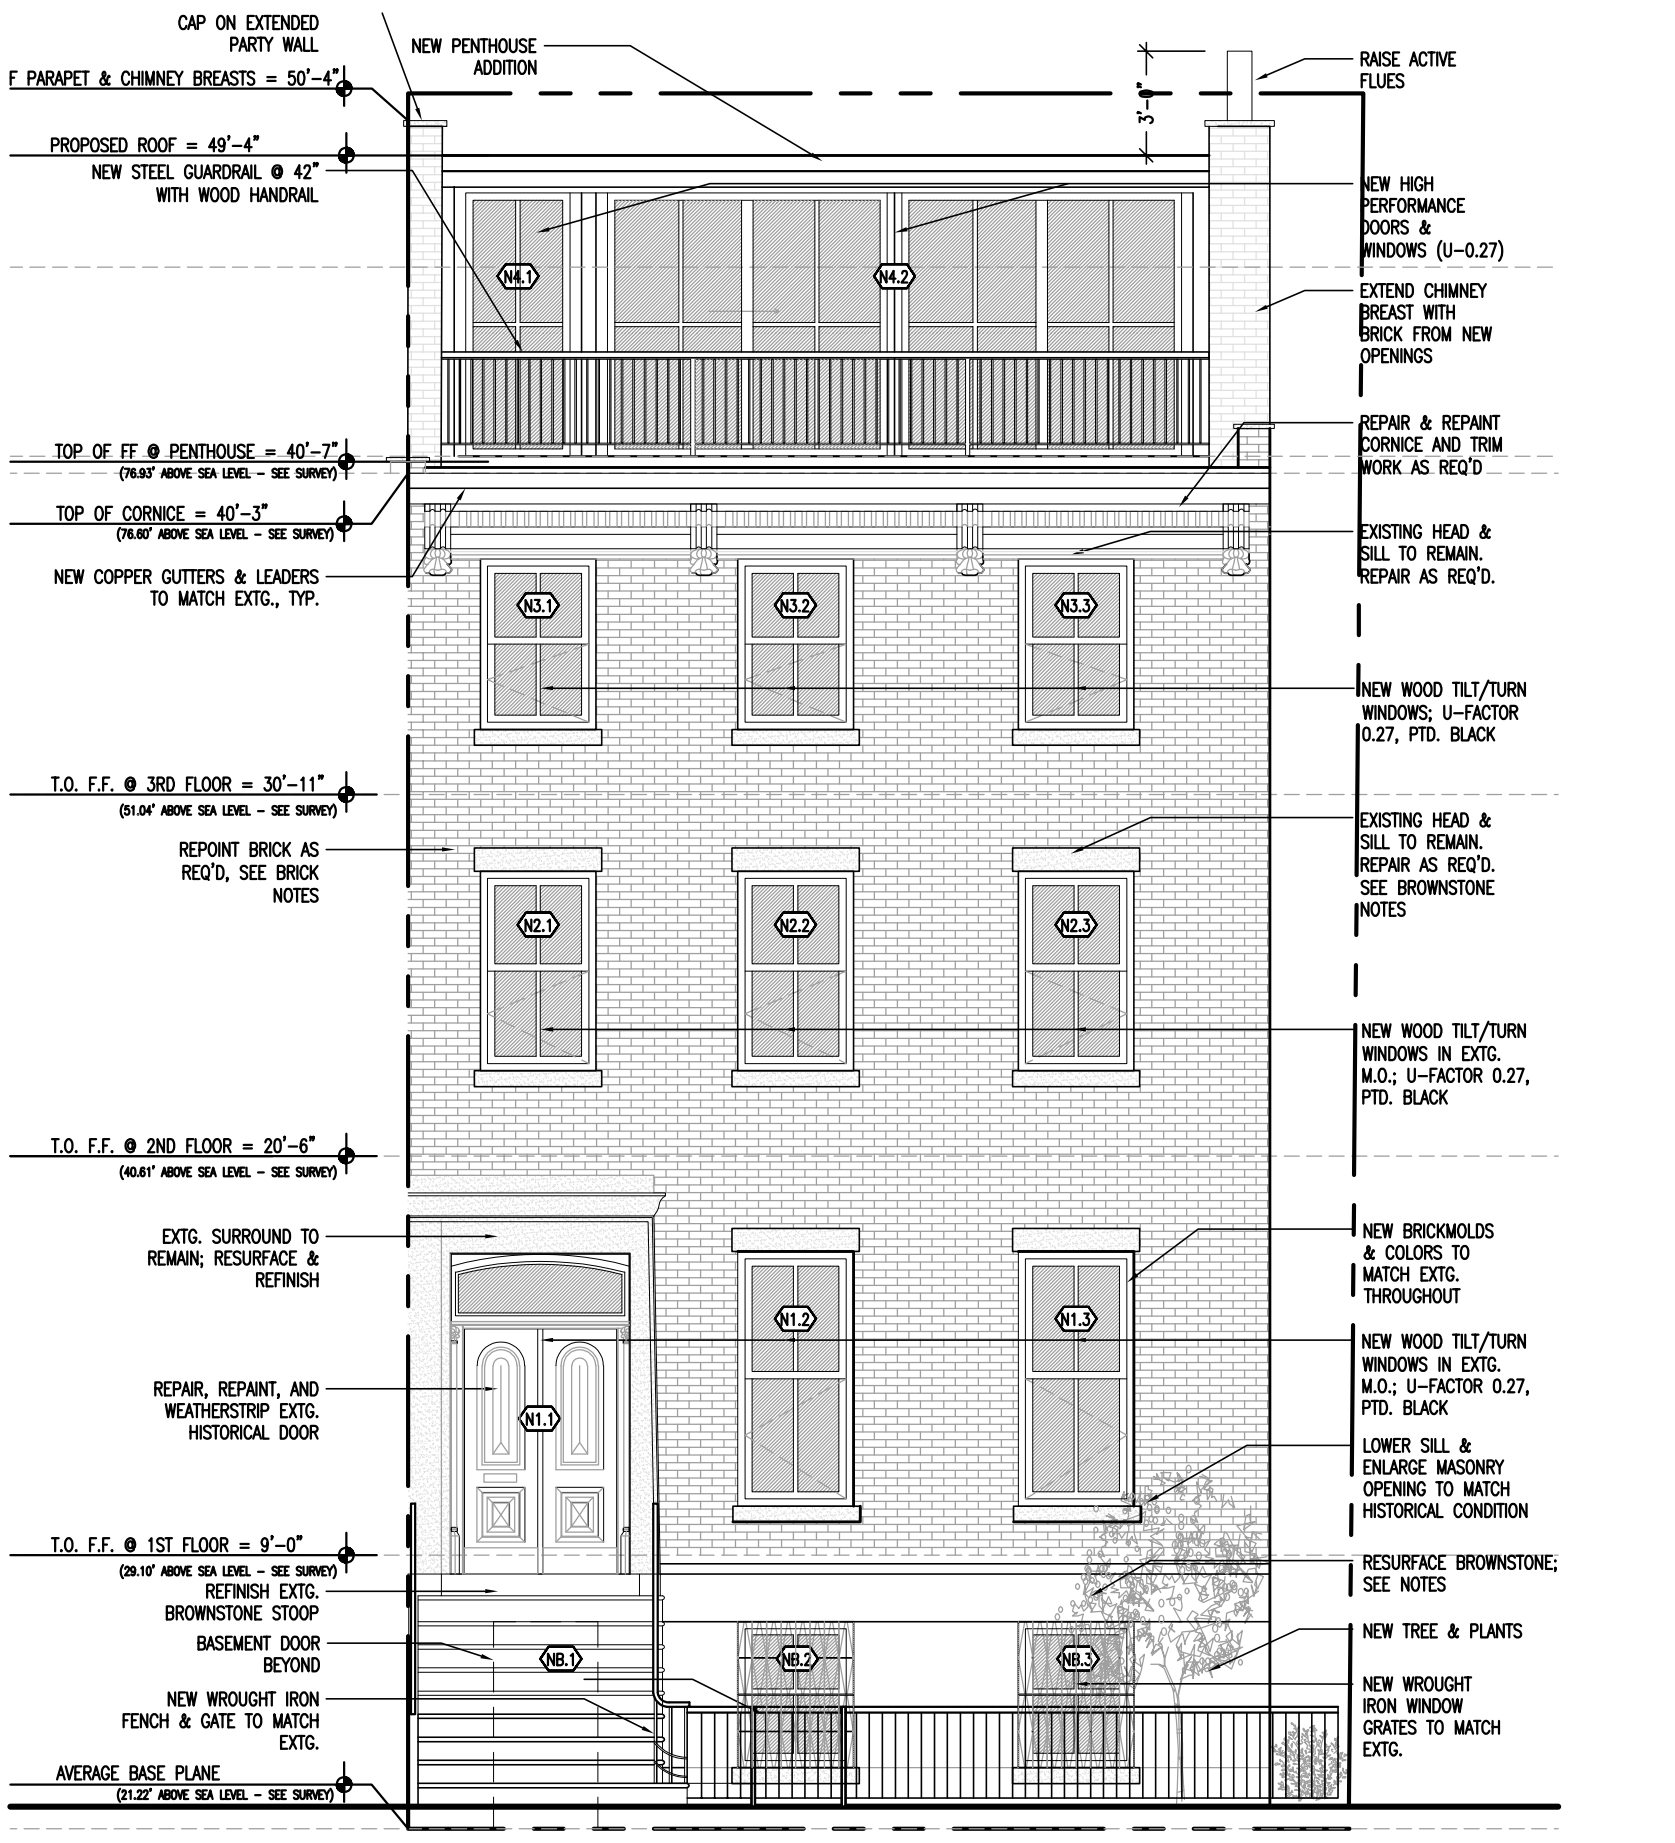 CAP ON EXTENDED
PARTY WALL
F PARAPET & CHIMNEY BREASTS = 50'-4"
PROPOSED ROOF = 49'-4"
NEW STEEL GUARDRAIL @ 42"
WITH WOOD HANDRAIL
TOP OF FF @ PENTHOUSE = 40'-7"
(76.93' ABOVE SEA LEVEL - SEE SURVEY)
TOP OF CORNICE = 40'-3"
(76.60' ABOVE SEA LEVEL - SEE SURVEY)
NEW COPPER GUTTERS & LEADERS
TO MATCH EXTG., TYP.
T.O. F.F. @ 3RD FLOOR = 30'-11"
(51.04' ABOVE SEA LEVEL - SEE SURVEY)
REPOINT BRICK AS
REQ'D, SEE BRICK
NOTES
T.O. F.F. @ 2ND FLOOR = 20'-6"
(40.61' ABOVE SEA LEVEL - SEE SURVEY)
EXTG. SURROUND TO
REMAIN; RESURFACE &
REFINISH
REPAIR, REPAINT, AND
WEATHERSTRIP EXTG.
HISTORICAL DOOR
T.O. F.F. @ 1ST FLOOR = 9'-0"
(29.10' ABOVE SEA LEVEL - SEE SURVEY)
REFINISH EXTG.
BROWNSTONE STOOP
BASEMENT DOOR
BEYOND
NEW WROUGHT IRON
FENCH & GATE TO MATCH
EXTG.
AVERAGE BASE PLANE
(21.22' ABOVE SEA LEVEL - SEE SURVEY)
NEW PENTHOUSE
ADDITION
3'-0"
N4.1
N4.2
N3.1
N3.2
N3.3
N2.1
N2.2
N2.3
N1.2
N1.3
N1.1
NB.1
NB.2
NB.3
RAISE ACTIVE
FLUES
NEW HIGH
PERFORMANCE
DOORS &
WINDOWS (U-0.27)
EXTEND CHIMNEY
BREAST WITH
BRICK FROM NEW
OPENINGS
REPAIR & REPAINT
CORNICE AND TRIM
WORK AS REQ'D
EXISTING HEAD &
SILL TO REMAIN.
REPAIR AS REQ'D.
NEW WOOD TILT/TURN
WINDOWS; U-FACTOR
0.27, PTD. BLACK
EXISTING HEAD &
SILL TO REMAIN.
REPAIR AS REQ'D.
SEE BROWNSTONE
NOTES
NEW WOOD TILT/TURN
WINDOWS IN EXTG.
M.O.; U-FACTOR 0.27,
PTD. BLACK
NEW BRICKMOLDS
& COLORS TO
MATCH EXTG.
THROUGHOUT
NEW WOOD TILT/TURN
WINDOWS IN EXTG.
M.O.; U-FACTOR 0.27,
PTD. BLACK
LOWER SILL &
ENLARGE MASONRY
OPENING TO MATCH
HISTORICAL CONDITION
RESURFACE BROWNSTONE;
SEE NOTES
NEW TREE & PLANTS
NEW WROUGHT
IRON WINDOW
GRATES TO MATCH
EXTG.